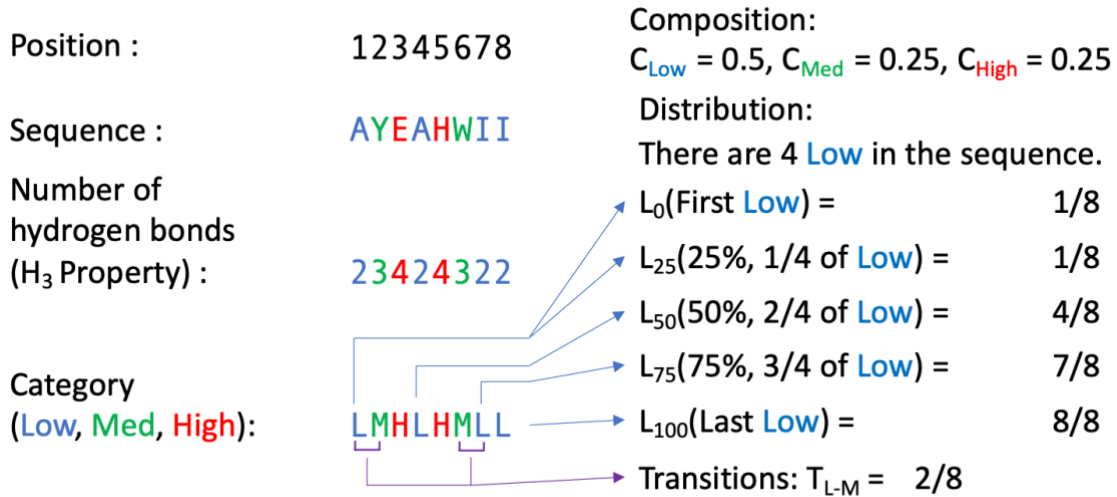 Position :
12345678
Sequence :
AYEAHWII
Number of
hydrogen bonds
(H₃ Property) :
23424322
Category
(Low, Med, High):
LMHLHMLL
Composition:
C_Low = 0.5, C_Med = 0.25, C_High = 0.25
Distribution:
There are 4 Low in the sequence.
L₀(First Low) = 1/8
L₂₅(25%, 1/4 of Low) = 1/8
L₅₀(50%, 2/4 of Low) = 4/8
L₇₅(75%, 3/4 of Low) = 7/8
L₁₀₀(Last Low) = 8/8
Transitions: T_L-M = 2/8